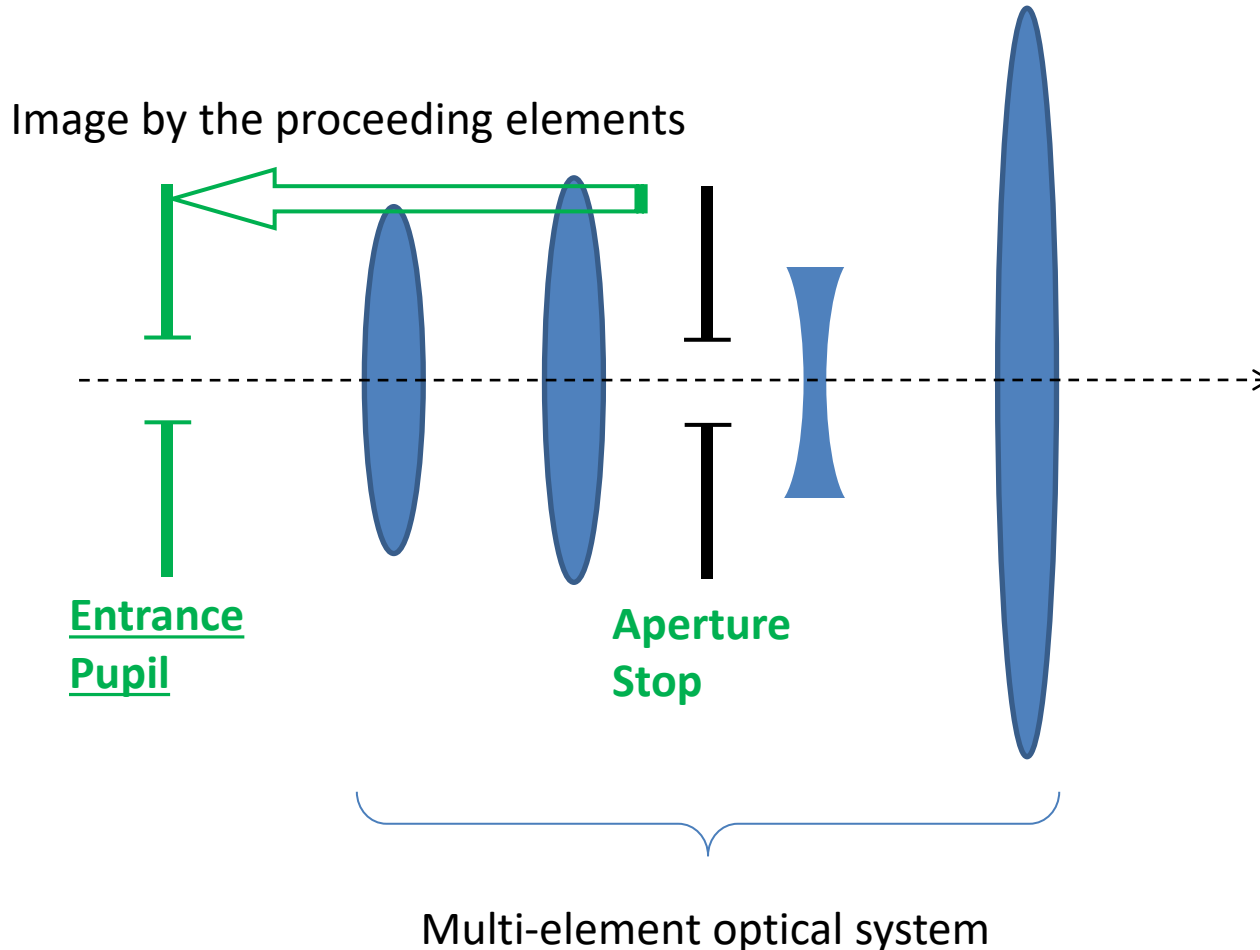 Image by the proceeding elements
Entrance
Pupil
Aperture
Stop
Multi-element optical system